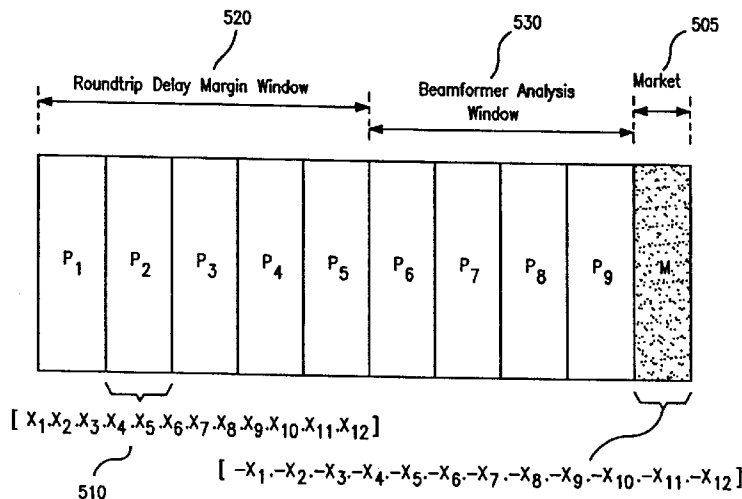 520
530
505
Roundtrip Delay Margin Window
Beamformer Analysis
Window
Market
P1 P2 P3 P4 P5 P6 P7 P8 P9 M
[ X1.X2.X3.X4.X5.X6.X7.X8.X9.X10.X11.X12]
510
[ -X1.-X2.-X3.-X4.-X5.-X6.-X7.-X8.-X9.-X10.-X11.-X12]